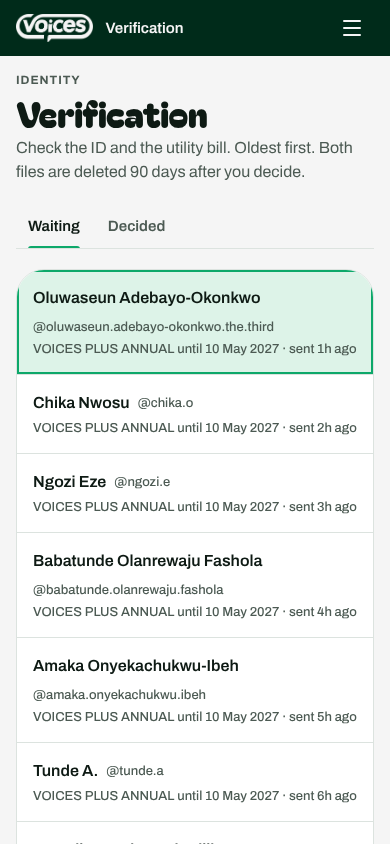 Voices Verification
IDENTITY
Verification
Check the ID and the utility bill. Oldest first. Both
files are deleted 90 days after you decide.
Waiting Decided
Oluwaseun Adebayo-Okonkwo
@oluwaseun.adebayo-okonkwo.the.third
VOICES PLUS ANNUAL until 10 May 2027 · sent 1h ago
Chika Nwosu @chika.o
VOICES PLUS ANNUAL until 10 May 2027 · sent 2h ago
Ngozi Eze @ngozi.e
VOICES PLUS ANNUAL until 10 May 2027 · sent 3h ago
Babatunde Olanrewaju Fashola
@babatunde.olanrewaju.fashola
VOICES PLUS ANNUAL until 10 May 2027 · sent 4h ago
Amaka Onyekachukwu-Ibeh
@amaka.onyekachukwu.ibeh
VOICES PLUS ANNUAL until 10 May 2027 · sent 5h ago
Tunde A. @tunde.a
VOICES PLUS ANNUAL until 10 May 2027 · sent 6h ago